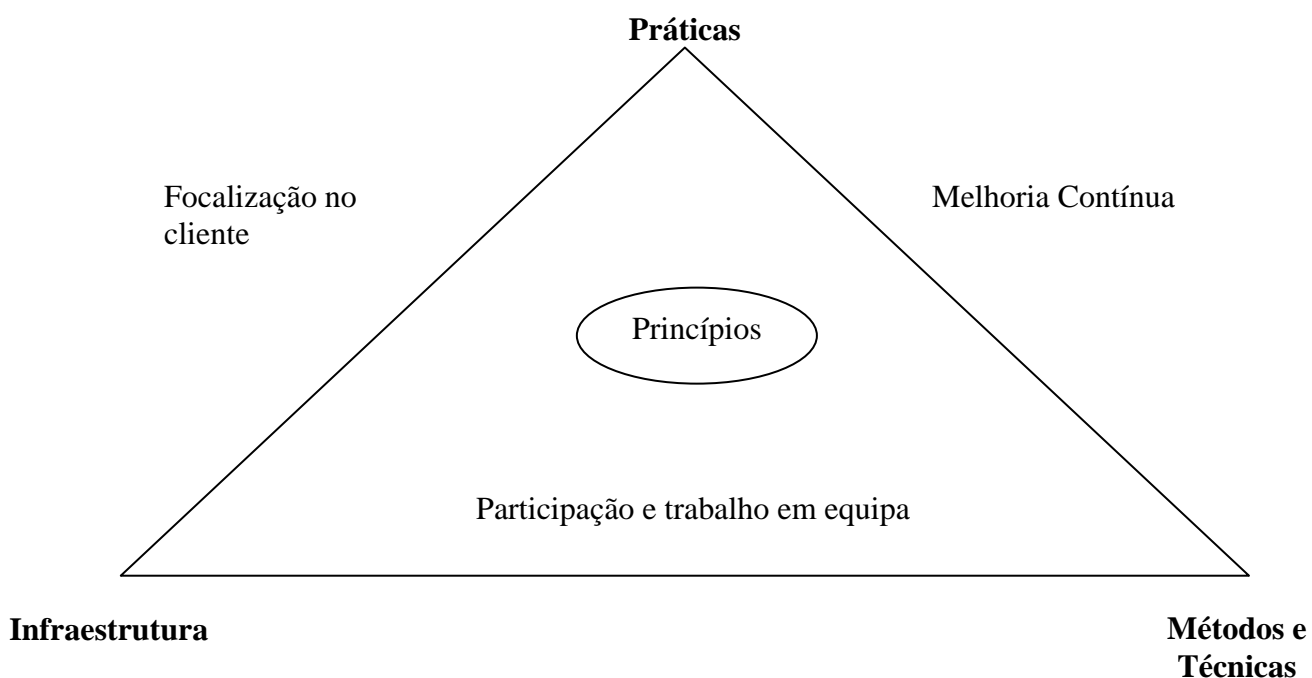 Práticas
Focalização no
cliente
Melhoria Contínua
Princípios
Participação e trabalho em equipa
Infraestrutura
Métodos e
Técnicas